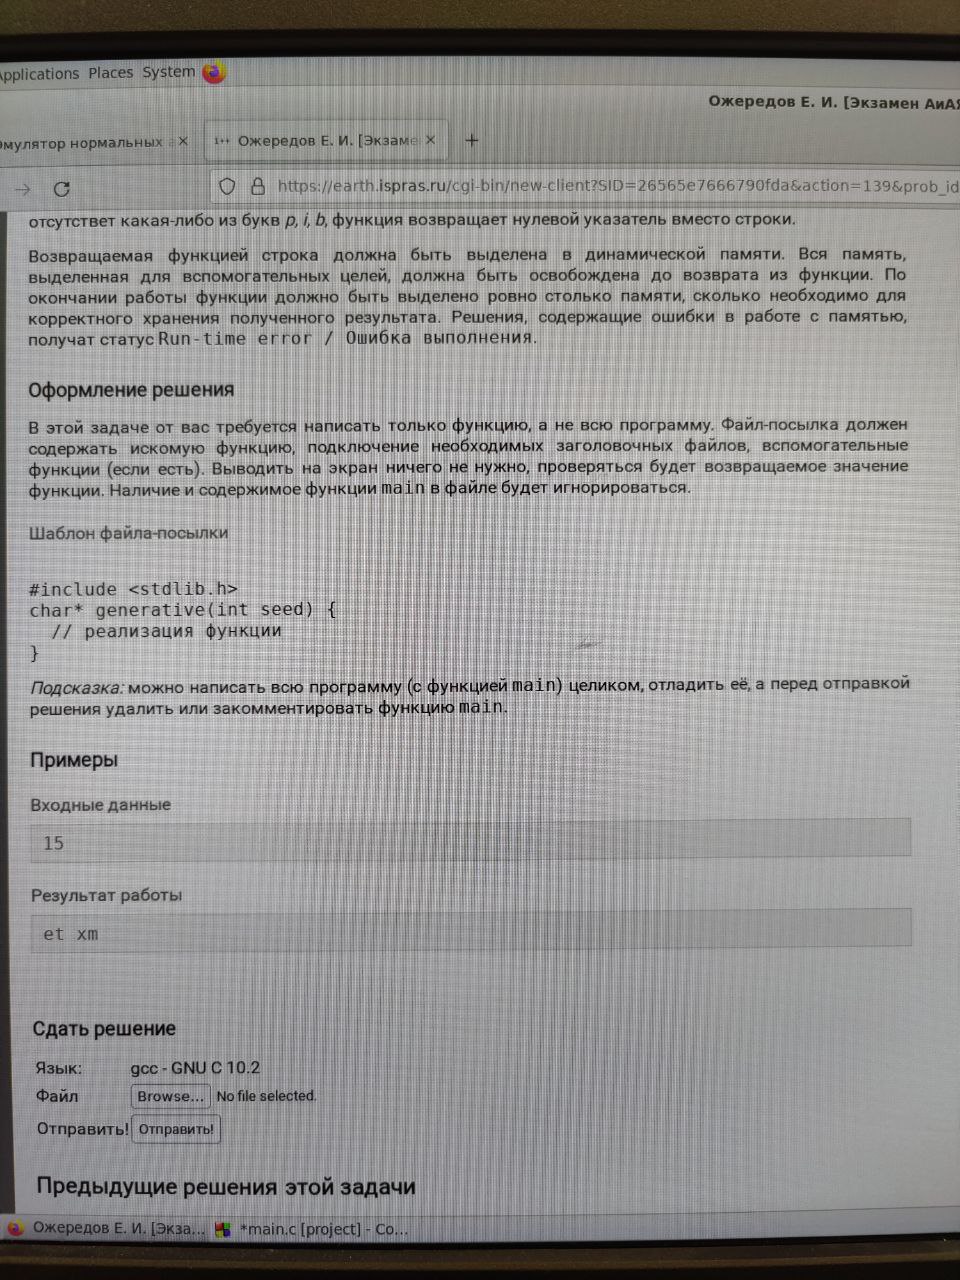 Applications Places System
Ожередов Е. И. [Экзамен АиАЯ
Эмулятор нормальных а × 1++ Ожередов Е. И. [Экзаме × +
https://earth.ispras.ru/cgi-bin/new-client?SID=26565e7666790fda&action=139&prob_id
отсутствет какая-либо из букв p, i, b, функция возвращает нулевой указатель вместо строки.
Возвращаемая функцией строка должна быть выделена в динамической памяти. Вся память,
выделенная для вспомогательных целей, должна быть освобождена до возврата из функции. По
окончании работы функции должно быть выделено ровно столько памяти, сколько необходимо для
корректного хранения полученного результата. Решения, содержащие ошибки в работе с памятью,
получат статус Run-time error / Ошибка выполнения.
Оформление решения
В этой задаче от вас требуется написать только функцию, а не всю программу. Файл-посылка должен
содержать искомую функцию, подключение необходимых заголовочных файлов, вспомогательные
функции (если есть). Выводить на экран ничего не нужно, проверяться будет возвращаемое значение
функции. Наличие и содержимое функции main в файле будет игнорироваться.
Шаблон файла-посылки
#include <stdlib.h>
char* generative(int seed) {
// реализация функции
}
Подсказка: можно написать всю программу (с функцией main) целиком, отладить её, а перед отправкой
решения удалить или закомментировать функцию main.
Примеры
Входные данные
15
Результат работы
et xm
Сдать решение
Язык: gcc - GNU C 10.2
Файл Browse... No file selected.
Отправить! Отправить!
Предыдущие решения этой задачи
Ожередов Е. И. [Экза... *main.c [project] - Co...